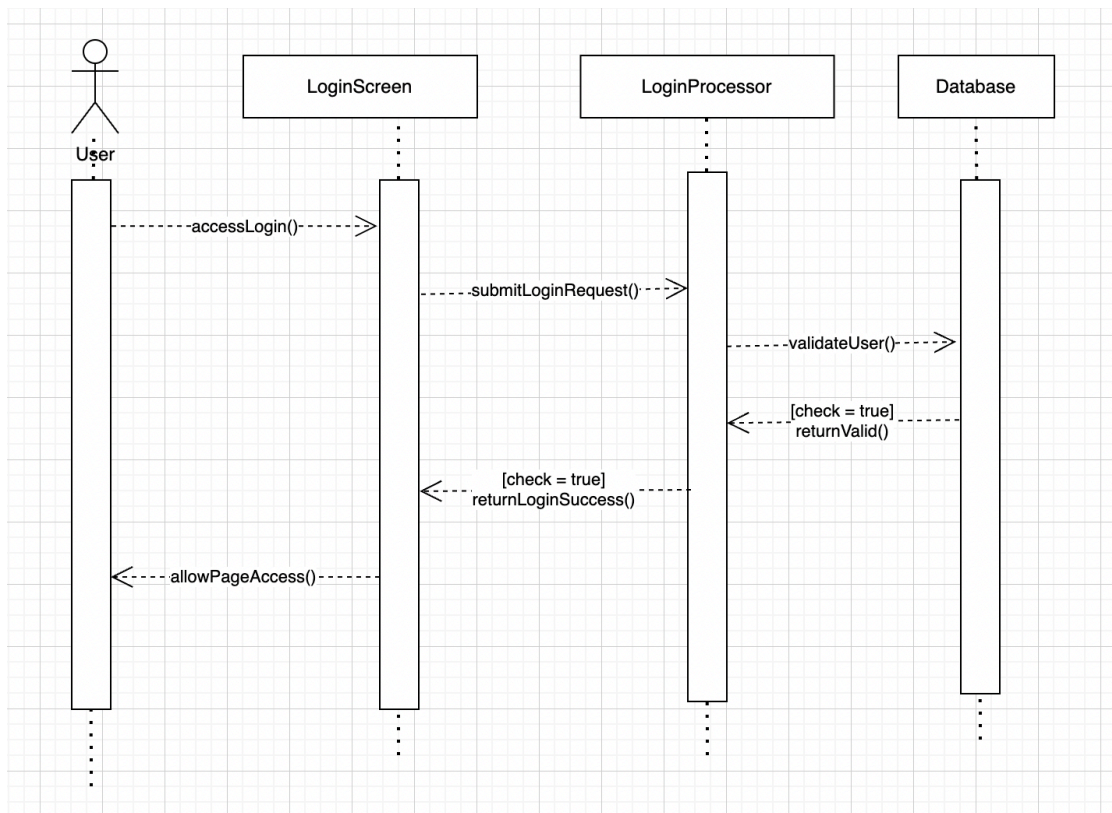 LoginScreen
LoginProcessor
Database
User
accessLogin()
submitLoginRequest()
validateUser()
[check = true]
returnValid()
[check = true]
returnLoginSuccess()
allowPageAccess()